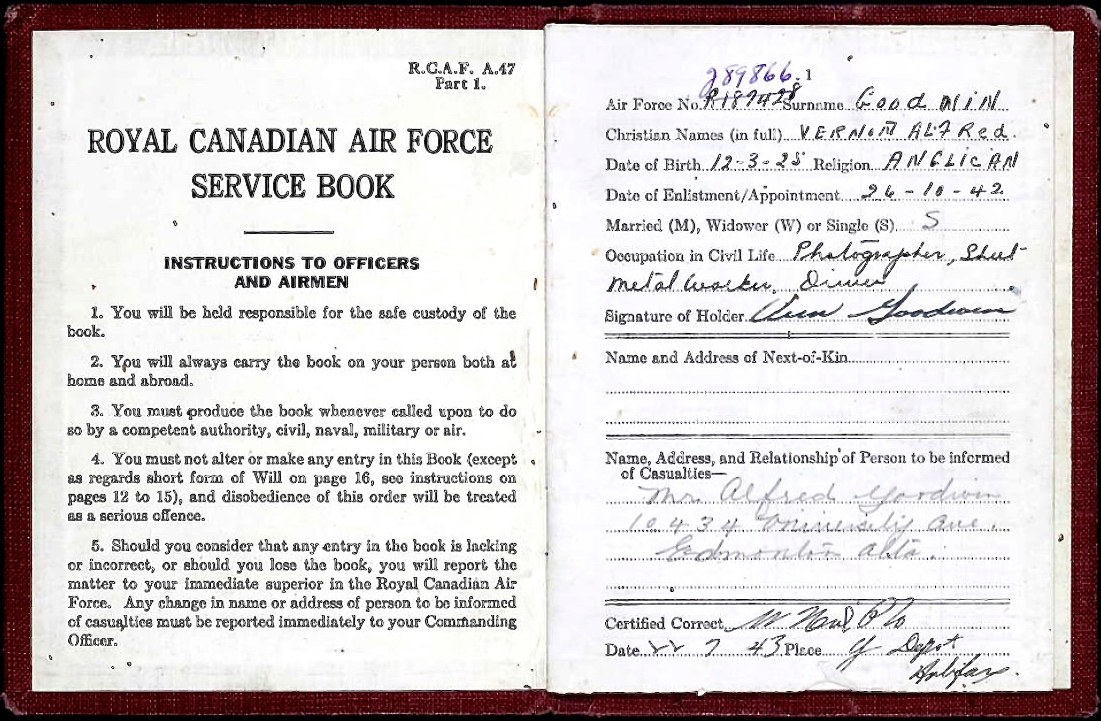 R.C.A.F. A.47
Part 1.
ROYAL CANADIAN AIR FORCE
SERVICE BOOK
INSTRUCTIONS TO OFFICERS
AND AIRMEN
1. You will be held responsible for the safe custody of the
book.
2. You will always carry the book on your person both at
home and abroad.
3. You must produce the book whenever called upon to do
so by a competent authority, civil, naval, military or air.
4. You must not alter or make any entry in this Book (except
as regards short form of Will on page 16, see instructions on
pages 12 to 15), and disobedience of this order will be treated
as a serious offence.
5. Should you consider that any entry in the book is lacking
or incorrect, or should you lose the book, you will report the
matter to your immediate superior in the Royal Canadian Air
Force. Any change in name or address of person to be informed
of casualties must be reported immediately to your Commanding
Officer.
1
Air Force No. R187428 Surname GoodWIN
Christian Names (in full) VERNON ALFRed.
Date of Birth 12-3-25 Religion ANGLICAN
Date of Enlistment/Appointment 26-10-42
Married (M), Widower (W) or Single (S) S
Occupation in Civil Life Photographer, Sheet
metal worker, Driver
Signature of Holder Goodwin
Name and Address of Next-of-Kin
Name, Address, and Relationship of Person to be informed
of Casualties—
Mr Alfred Goodwin
10434 University Ave.
Edmonton Alta.
Certified Correct
Date 22 7 43 Place Y Depot
Halifax.